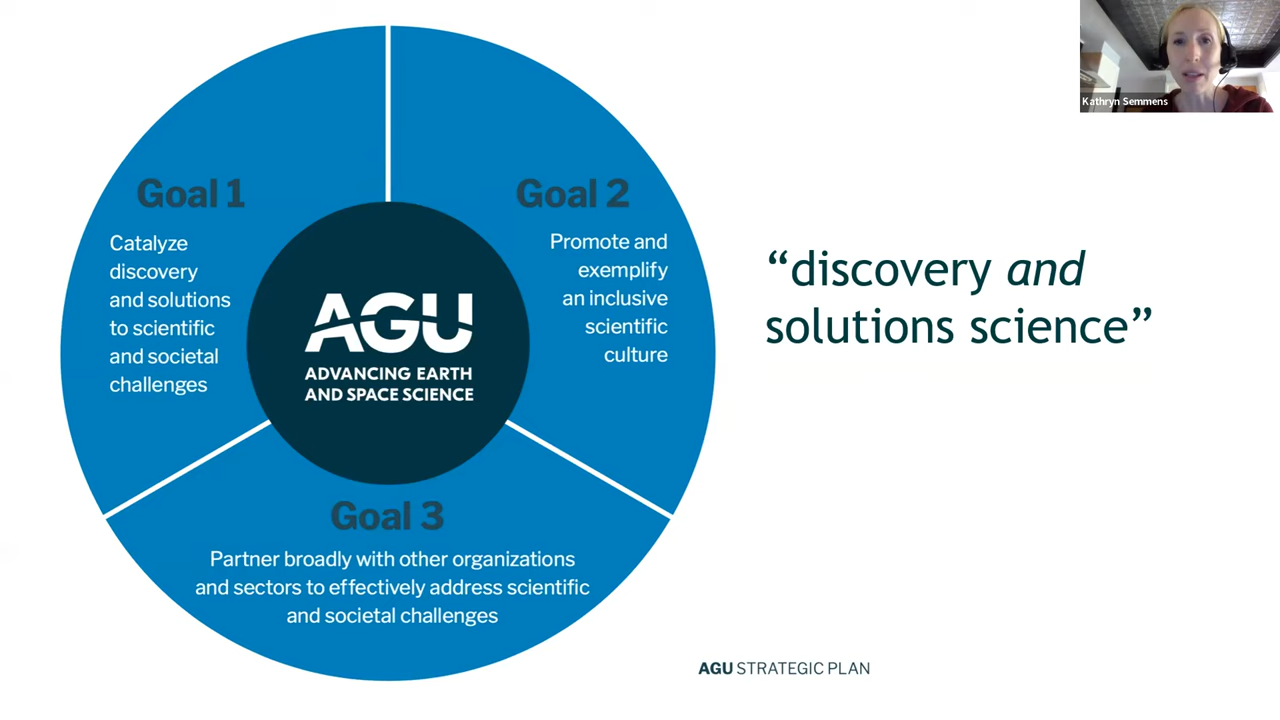 Kathryn Semmens
Goal 1
Catalyze
discovery
and solutions
to scientific
and societal
challenges
Goal 2
Promote and
exemplify
an inclusive
scientific
culture
AGU
ADVANCING EARTH
AND SPACE SCIENCE
Goal 3
Partner broadly with other organizations
and sectors to effectively address scientific
and societal challenges
“discovery and
solutions science”
AGU STRATEGIC PLAN